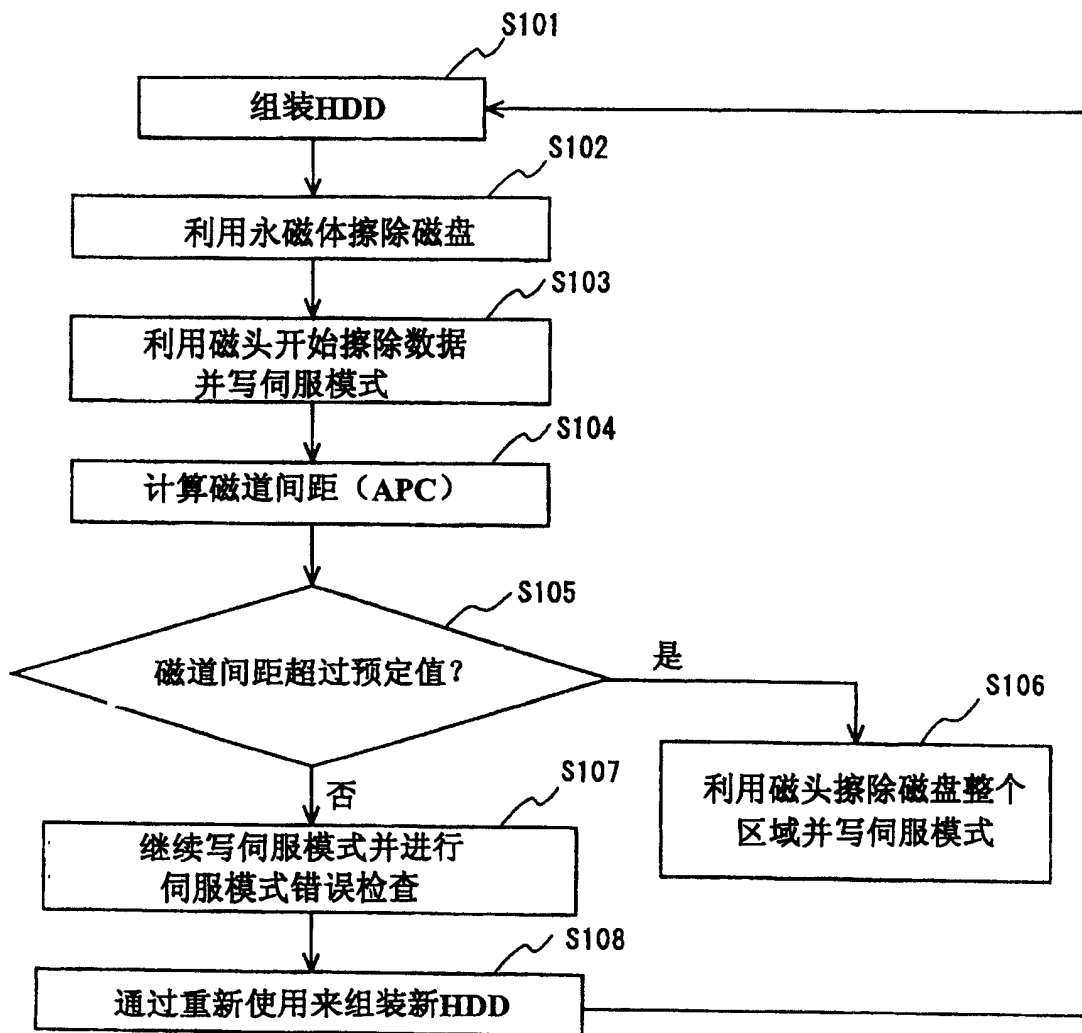 S101
组装HDD
S102
利用永磁体擦除磁盘
S103
利用磁头开始擦除数据
并写伺服模式
S104
计算磁道间距（APC）
S105
磁道间距超过预定值？
是
S106
利用磁头擦除磁盘整个
区域并写伺服模式
否
S107
继续写伺服模式并进行
伺服模式错误检查
S108
通过重新使用来组装新HDD